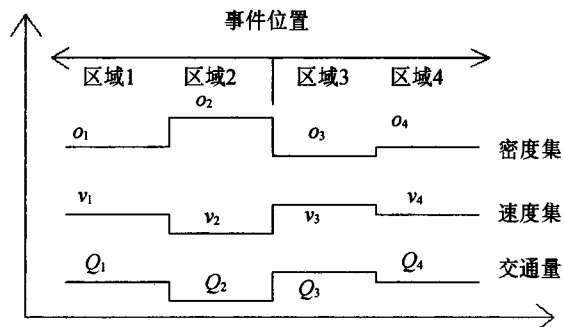 事件位置
区域1 区域2 区域3 区域4
o1 o2 o3 o4 密度集
v1 v2 v3 v4 速度集
Q1 Q2 Q3 Q4 交通量